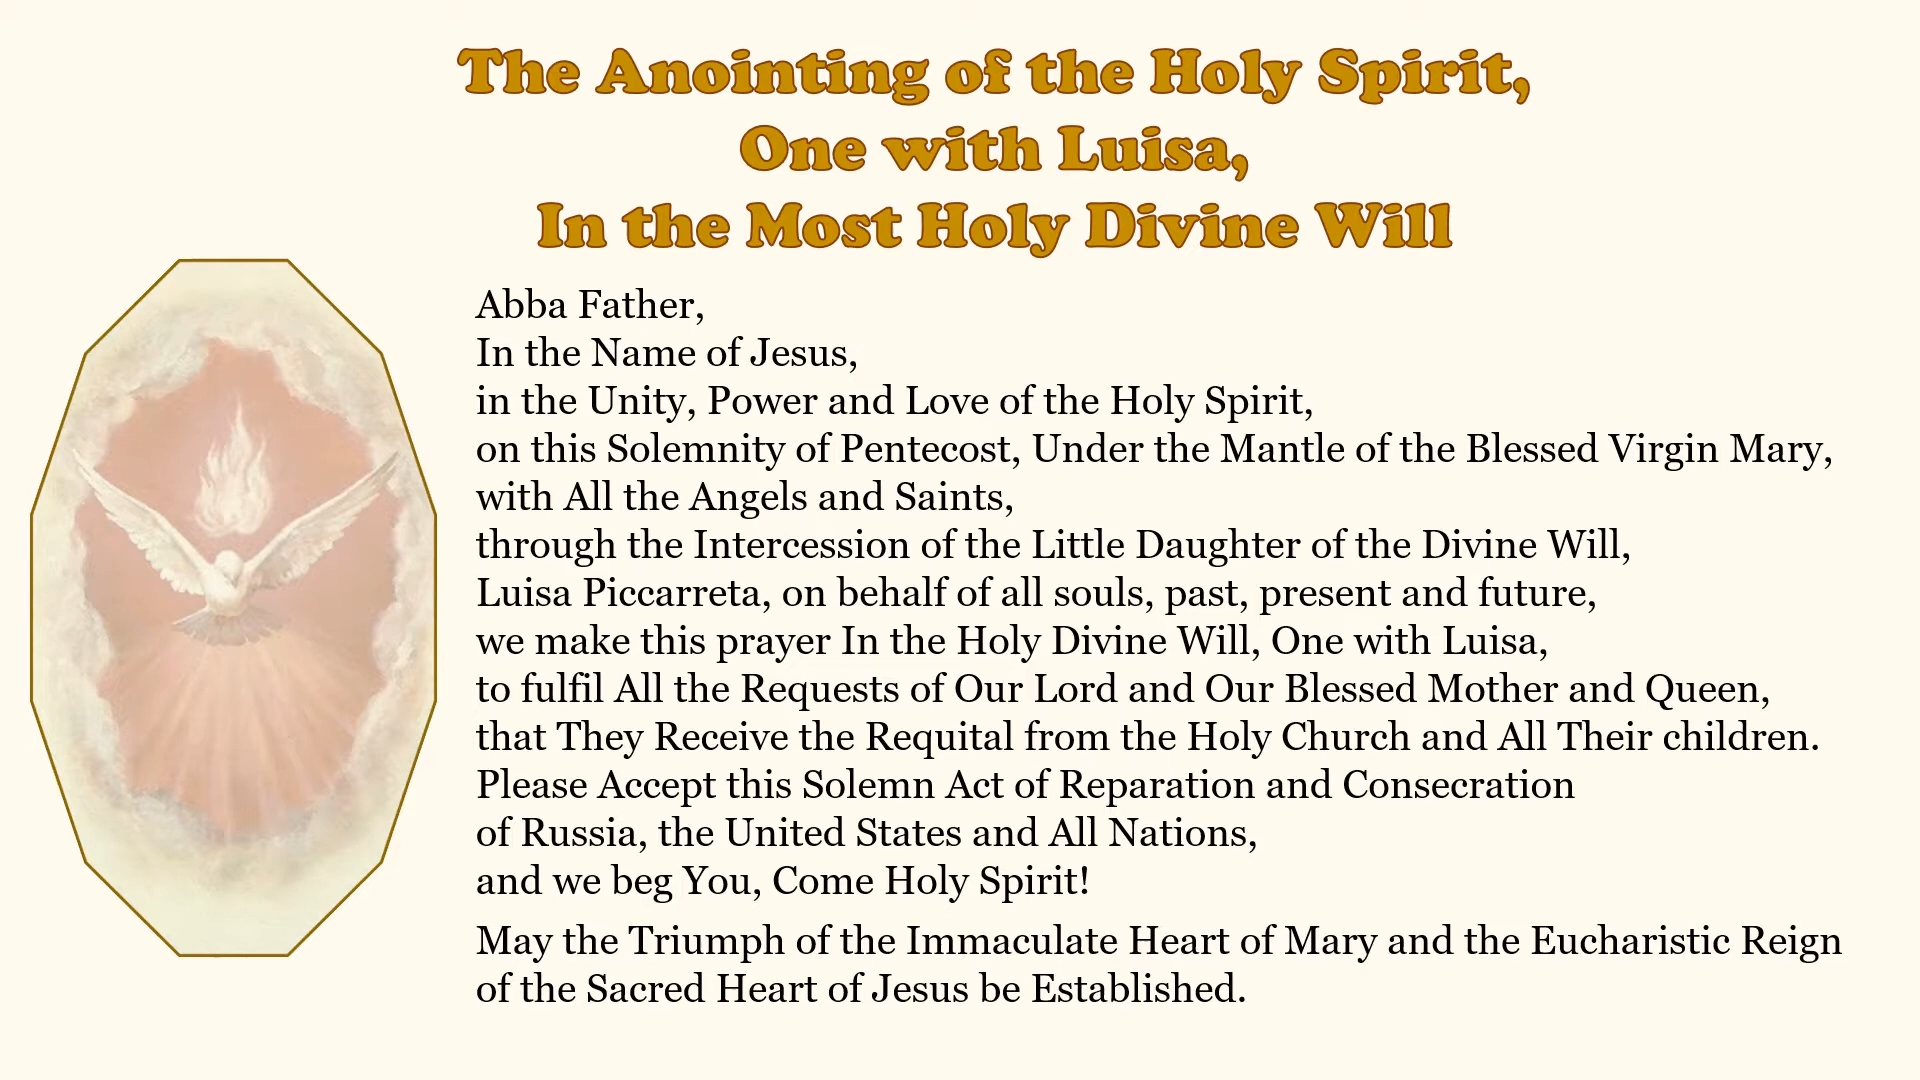 The Anointing of the Holy Spirit,
One with Luisa,
In the Most Holy Divine Will
Abba Father,
In the Name of Jesus,
in the Unity, Power and Love of the Holy Spirit,
on this Solemnity of Pentecost, Under the Mantle of the Blessed Virgin Mary,
with All the Angels and Saints,
through the Intercession of the Little Daughter of the Divine Will,
Luisa Piccarreta, on behalf of all souls, past, present and future,
we make this prayer In the Holy Divine Will, One with Luisa,
to fulfil All the Requests of Our Lord and Our Blessed Mother and Queen,
that They Receive the Requital from the Holy Church and All Their children.
Please Accept this Solemn Act of Reparation and Consecration
of Russia, the United States and All Nations,
and we beg You, Come Holy Spirit!
May the Triumph of the Immaculate Heart of Mary and the Eucharistic Reign
of the Sacred Heart of Jesus be Established.